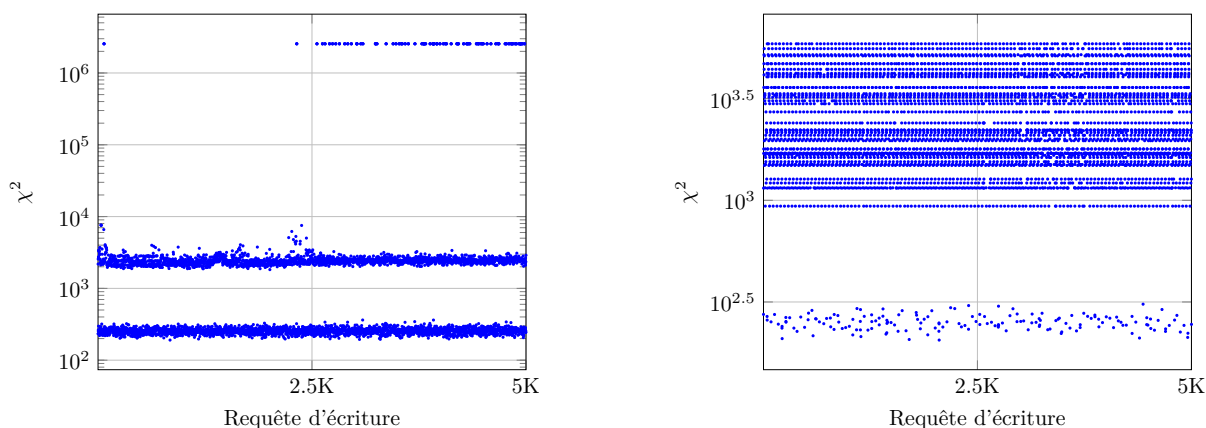 10^6
10^5
10^4
10^3
10^2
χ^2
2.5K
5K
Requête d'écriture
10^3.5
10^3
10^2.5
χ^2
2.5K
5K
Requête d'écriture